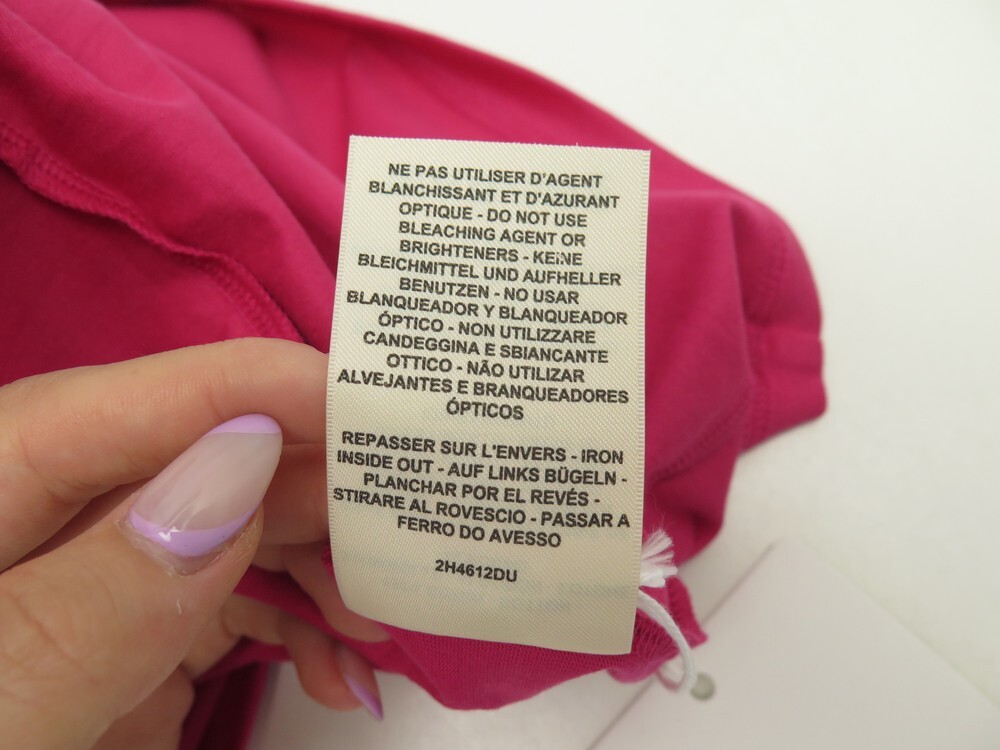 NE PAS UTILISER D'AGENT
BLANCHISSANT ET D'AZURANT
OPTIQUE - DO NOT USE
BLEACHING AGENT OR
BRIGHTENERS - KEINE
BLEICHMITTEL UND AUFHELLER
BENUTZEN - NO USAR
BLANQUEADOR Y BLANQUEADOR
ÓPTICO - NON UTILIZZARE
CANDEGGINA E SBIANCANTE
OTTICO - NÃO UTILIZAR
ALVEJANTES E BRANQUEADORES
ÓPTICOS
REPASSER SUR L'ENVERS - IRON
INSIDE OUT - AUF LINKS BÜGELN -
PLANCHAR POR EL REVÉS -
STIRARE AL ROVESCIO - PASSAR A
FERRO DO AVESSO
2H4612DU